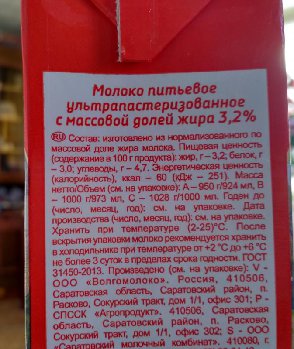 Молоко питьевое
ультрапастеризованное
с массовой долей жира 3,2%
RU Состав: изготовлено из нормализованного по
массовой доле жира молока. Пищевая ценность
(содержание в 100 г продукта): жир, г – 3,2; белок, г
– 3,0; углеводы, г – 4,7. Энергетическая ценность
(калорийность), ккал – 60 (кДж – 251). Масса
нетто/Объем (см. на упаковке): А – 950 г/924 мл, В –
1000 г/973 мл, С – 1028 г/1000 мл. Годен до
(число, месяц, год): см. на упаковке. Дата
производства (число, месяц, год): см. на упаковке.
Хранить при температуре (2-25)°С. После
вскрытия упаковки молоко рекомендуется хранить
в холодильнике при температуре от +2 °С до +6 °С
не более 3 суток в пределах срока годности. ГОСТ
31450-2013. Произведено (см. на упаковке): V -
ООО «Волгомолоко», Россия, 410506,
Саратовская область, Саратовский район, п.
Расково, Сокурский тракт, дом 1/1, офис 301; Р -
СПССК «Агропродукт», 410506, Саратовская
область, Саратовский район, п. Расково,
Сокурский тракт, дом 1/1, офис 302; S - ООО
«Саратовский молочный комбинат», 410080, г.